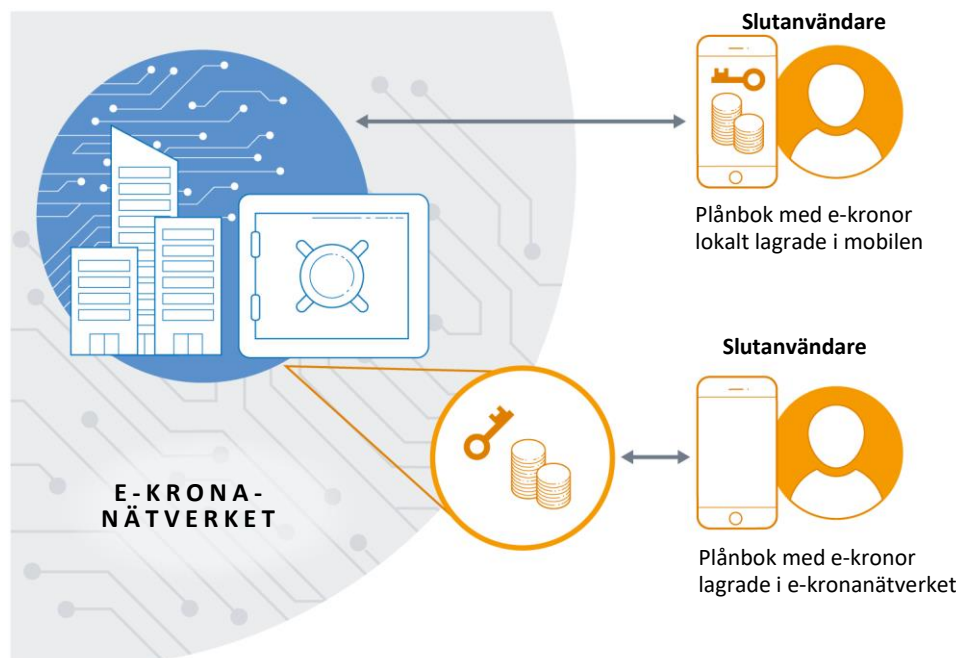 Slutanvändare
Plånbok med e-kronor
lokalt lagrade i mobilen
Slutanvändare
Plånbok med e-kronor
lagrade i e-kronanätverket
E-KRONA-
NÄTVERKET